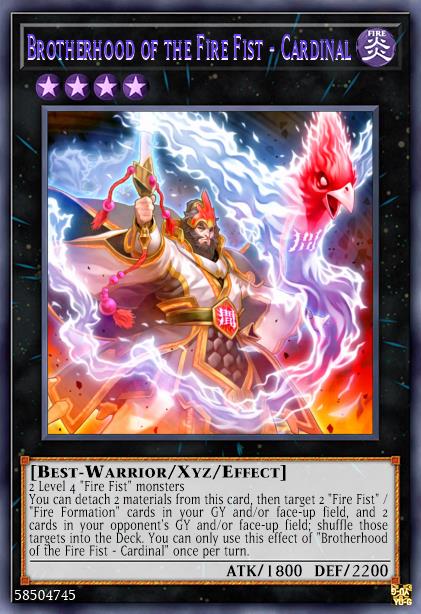 Brotherhood of the Fire Fist - Cardinal
FIRE
炎
[Best-Warrior/Xyz/Effect]
2 Level 4 "Fire Fist" monsters
You can detach 2 materials from this card, then target 2 "Fire Fist" /
"Fire Formation" cards in your GY and/or face-up field, and 2
cards in your opponent's GY and/or face-up field; shuffle those
targets into the Deck. You can only use this effect of "Brotherhood
of the Fire Fist - Cardinal" once per turn.
ATK/1800 DEF/2200
58504745